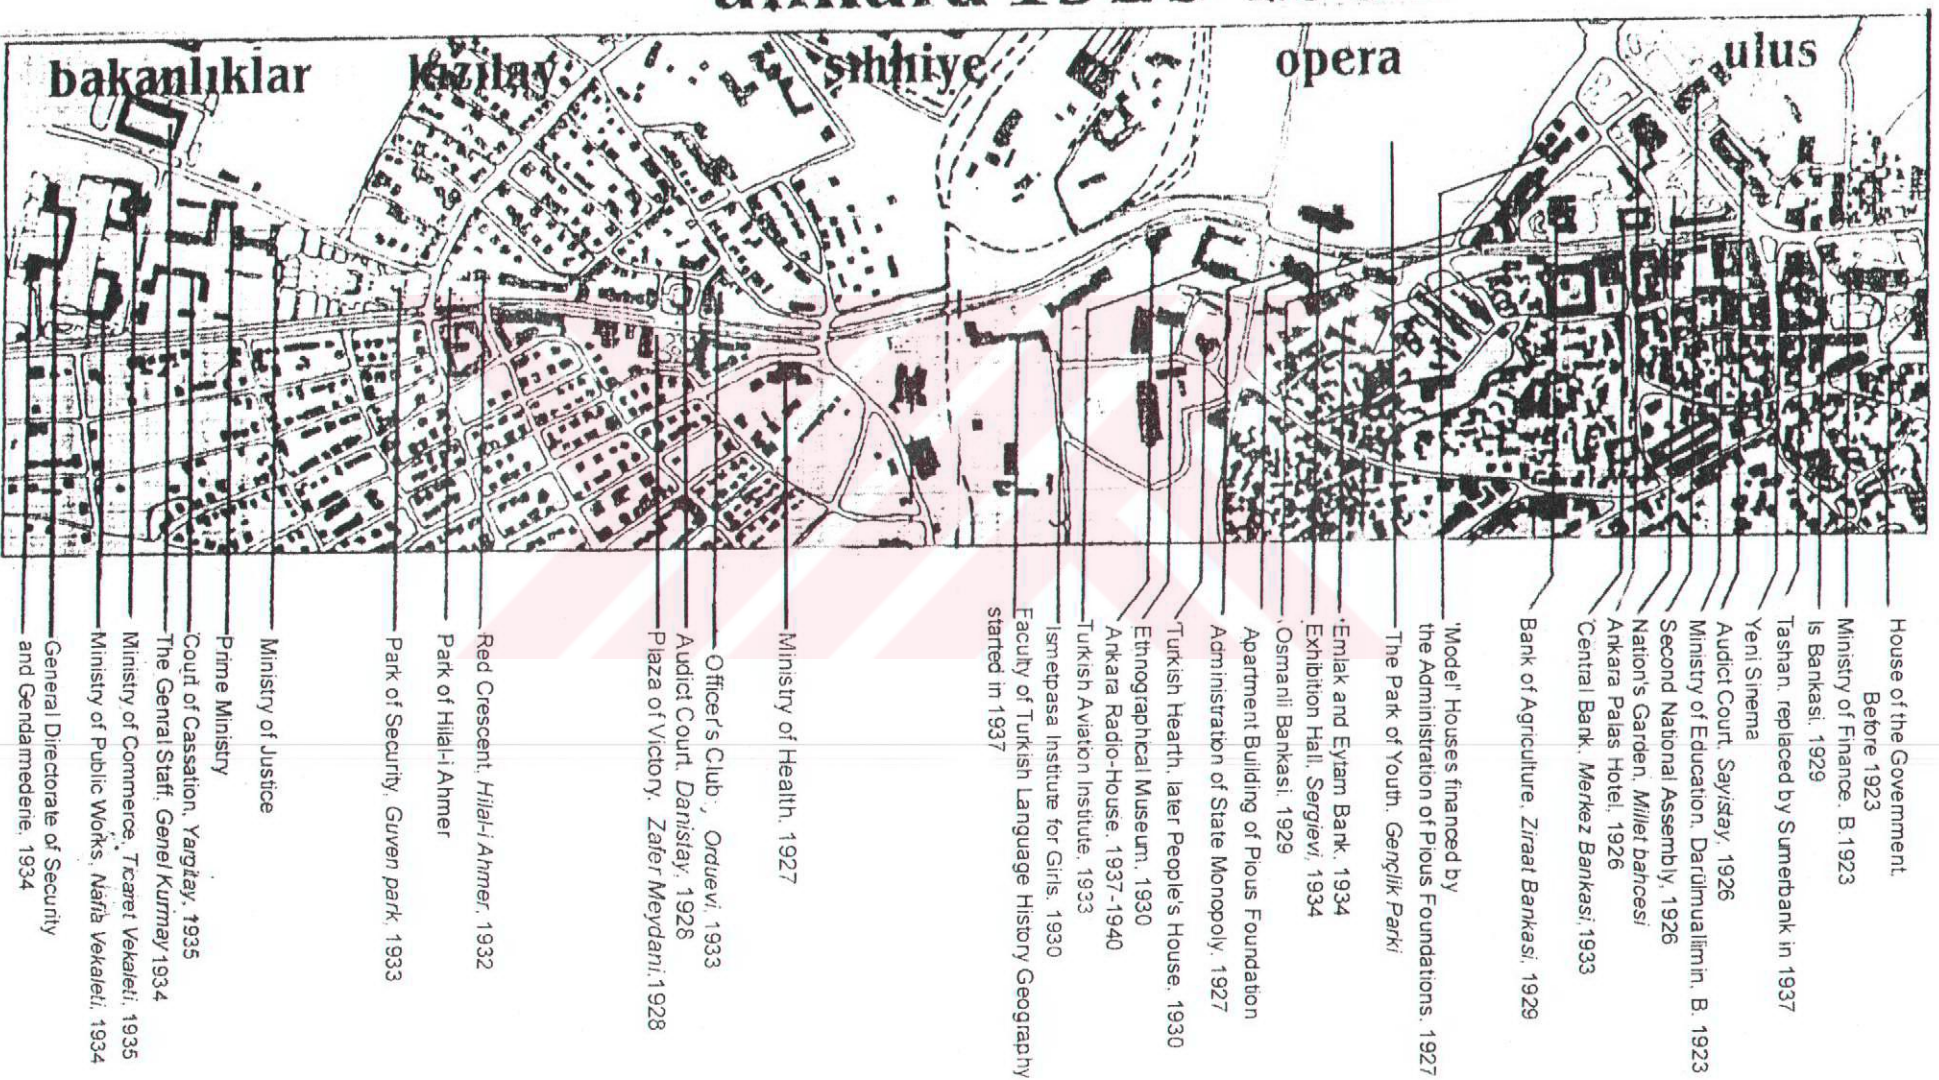 bakanlıklar
kızılay
sıhhiye
opera
ulus
House of the Government,
Before 1923
Ministry of Finance, B.1923
Is Bankasi, 1929
Tashan, replaced by Sumerbank in 1937
Yeni Sinema
Audict Court, Sayistay, 1926
Ministry of Education, Darülmuallimin, B. 1923
Second National Assembly, 1926
Nation's Garden, Millet bahcesi
Ankara Palas Hotel, 1926
Central Bank, Merkez Bankasi, 1933
Bank of Agriculture, Ziraat Bankasi, 1929
'Model' Houses financed by
the Administration of Pious Foundations, 1927
The Park of Youth, Gençlik Parki
Emlak and Eytam Bank, 1934
Exhibition Hall, Sergievi, 1934
Osmanli Bankasi, 1929
Apartment Building of Pious Foundation
Administration of State Monopoly, 1927
Turkish Hearth, later People's House, 1930
Ethnographical Museum, 1930
Ankara Radio-House, 1937-1940
Turkish Aviation Institute, 1933
Ismetpasa Institute for Girls, 1930
Faculty of Turkish Language History Geography
started in 1937
Ministry of Health, 1927
Officer's Club, Orduevi, 1933
Audict Court, Danistay, 1928
Plaza of Victory, Zafer Meydani, 1928
Red Crescent, Hilal-i Ahmer, 1932
Park of Hilal-i Ahmer
Park of Security, Guven park, 1933
Ministry of Justice
Prime Ministry
Court of Cassation, Yargitay, 1935
The Genral Staff, Genel Kurmay 1934
Ministry of Commerce, Ticaret Vekaleti, 1935
Ministry of Public Works, Nafia Vekaleti, 1934
General Directorate of Security
and Gendarmederie, 1934